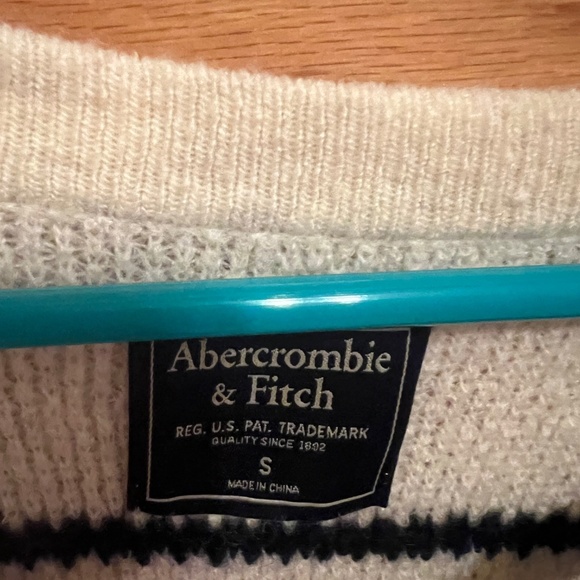 Abercrombie
& Fitch
REG. U.S. PAT. TRADEMARK
QUALITY SINCE 1892
S
MADE IN CHINA